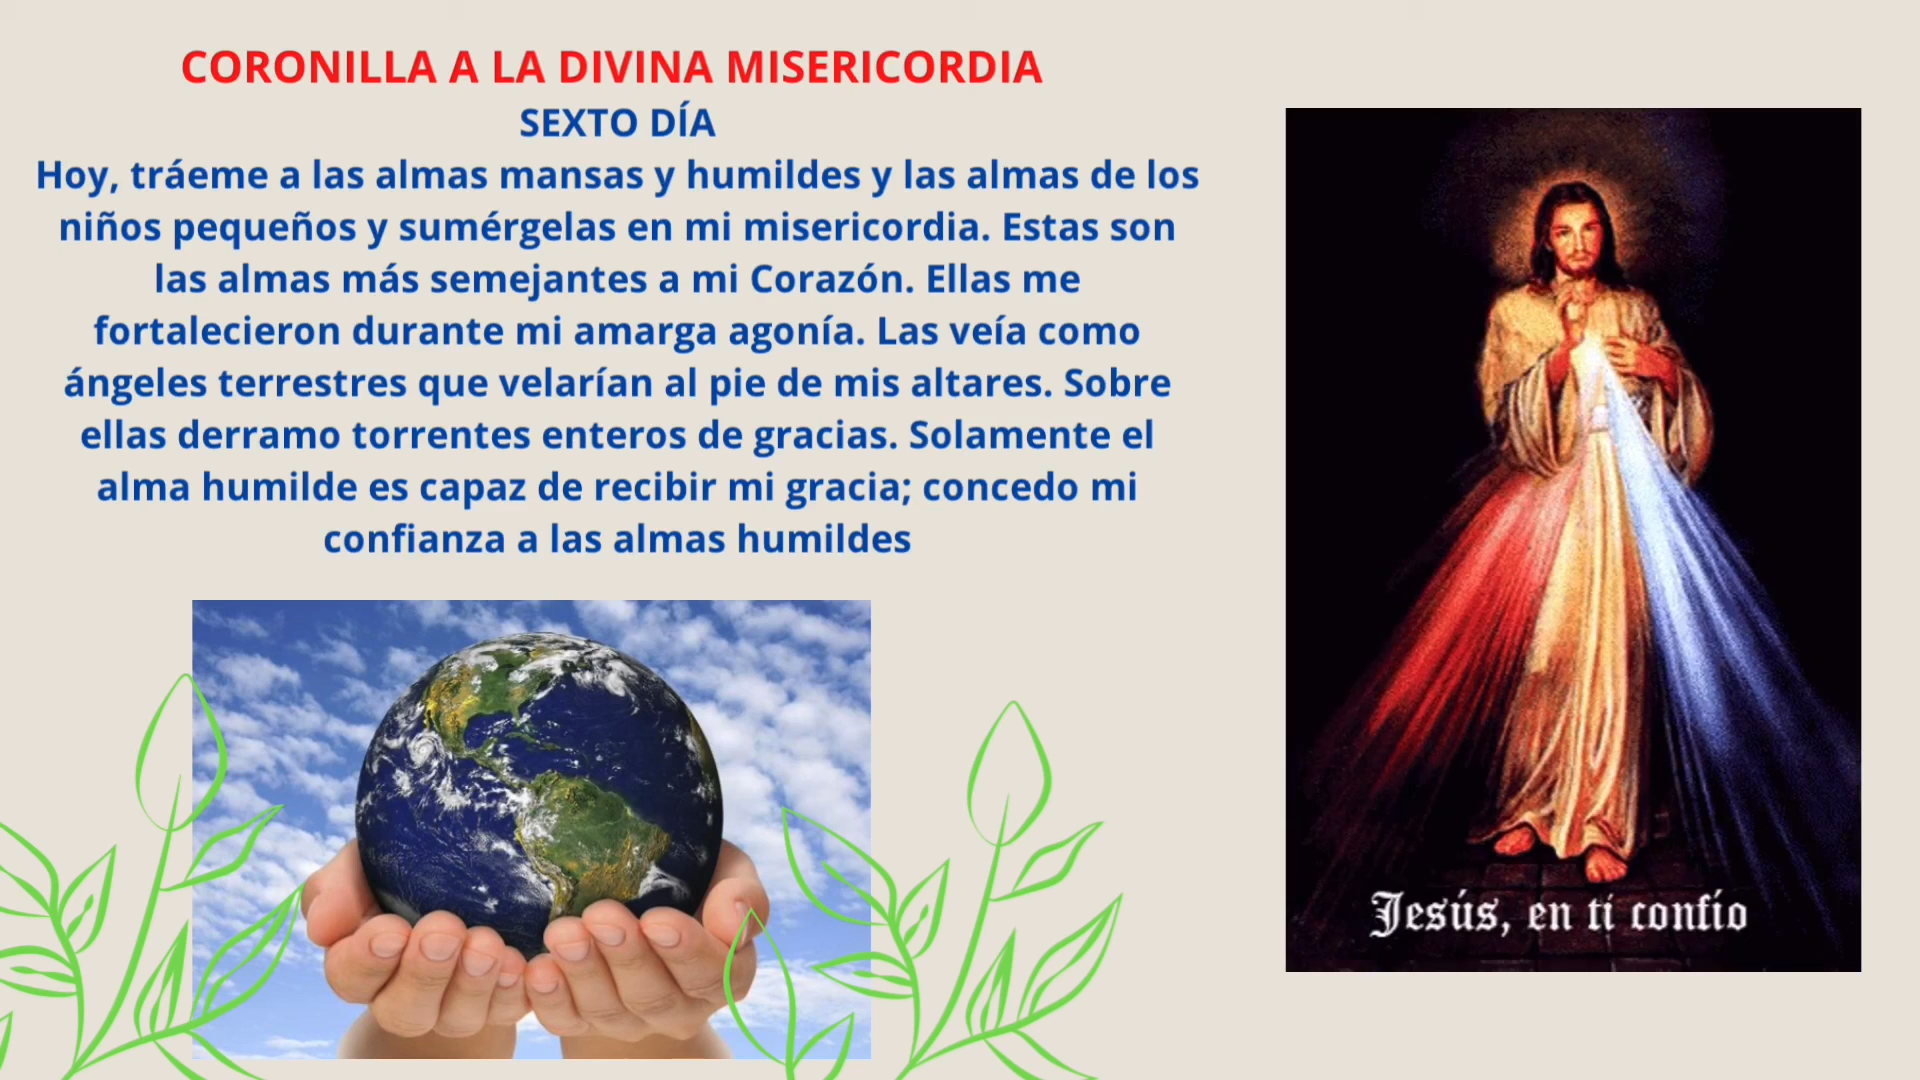 CORONILLA A LA DIVINA MISERICORDIA
SEXTO DÍA
Hoy, tráeme a las almas mansas y humildes y las almas de los
niños pequeños y sumérgelas en mi misericordia. Estas son
las almas más semejantes a mi Corazón. Ellas me
fortalecieron durante mi amarga agonía. Las veía como
ángeles terrestres que velarían al pie de mis altares. Sobre
ellas derramo torrentes enteros de gracias. Solamente el
alma humilde es capaz de recibir mi gracia; concedo mi
confianza a las almas humildes
Jesús, en ti confío